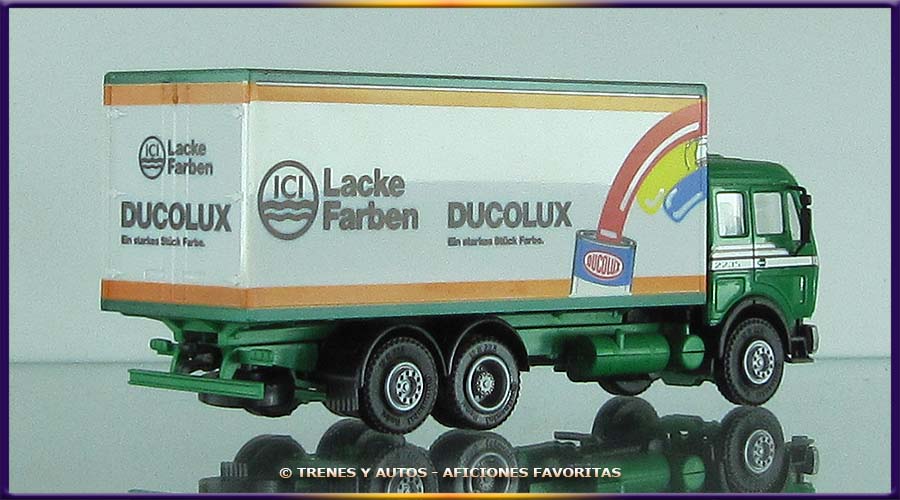 ICI
Lacke
Farben
DUCOLUX
Ein starkes Stück Farbe.
ICI
Lacke
Farben
DUCOLUX
Ein starkes Stück Farbe.
DUCOLUX
2235
© TRENES Y AUTOS - AFICIONES FAVORITAS